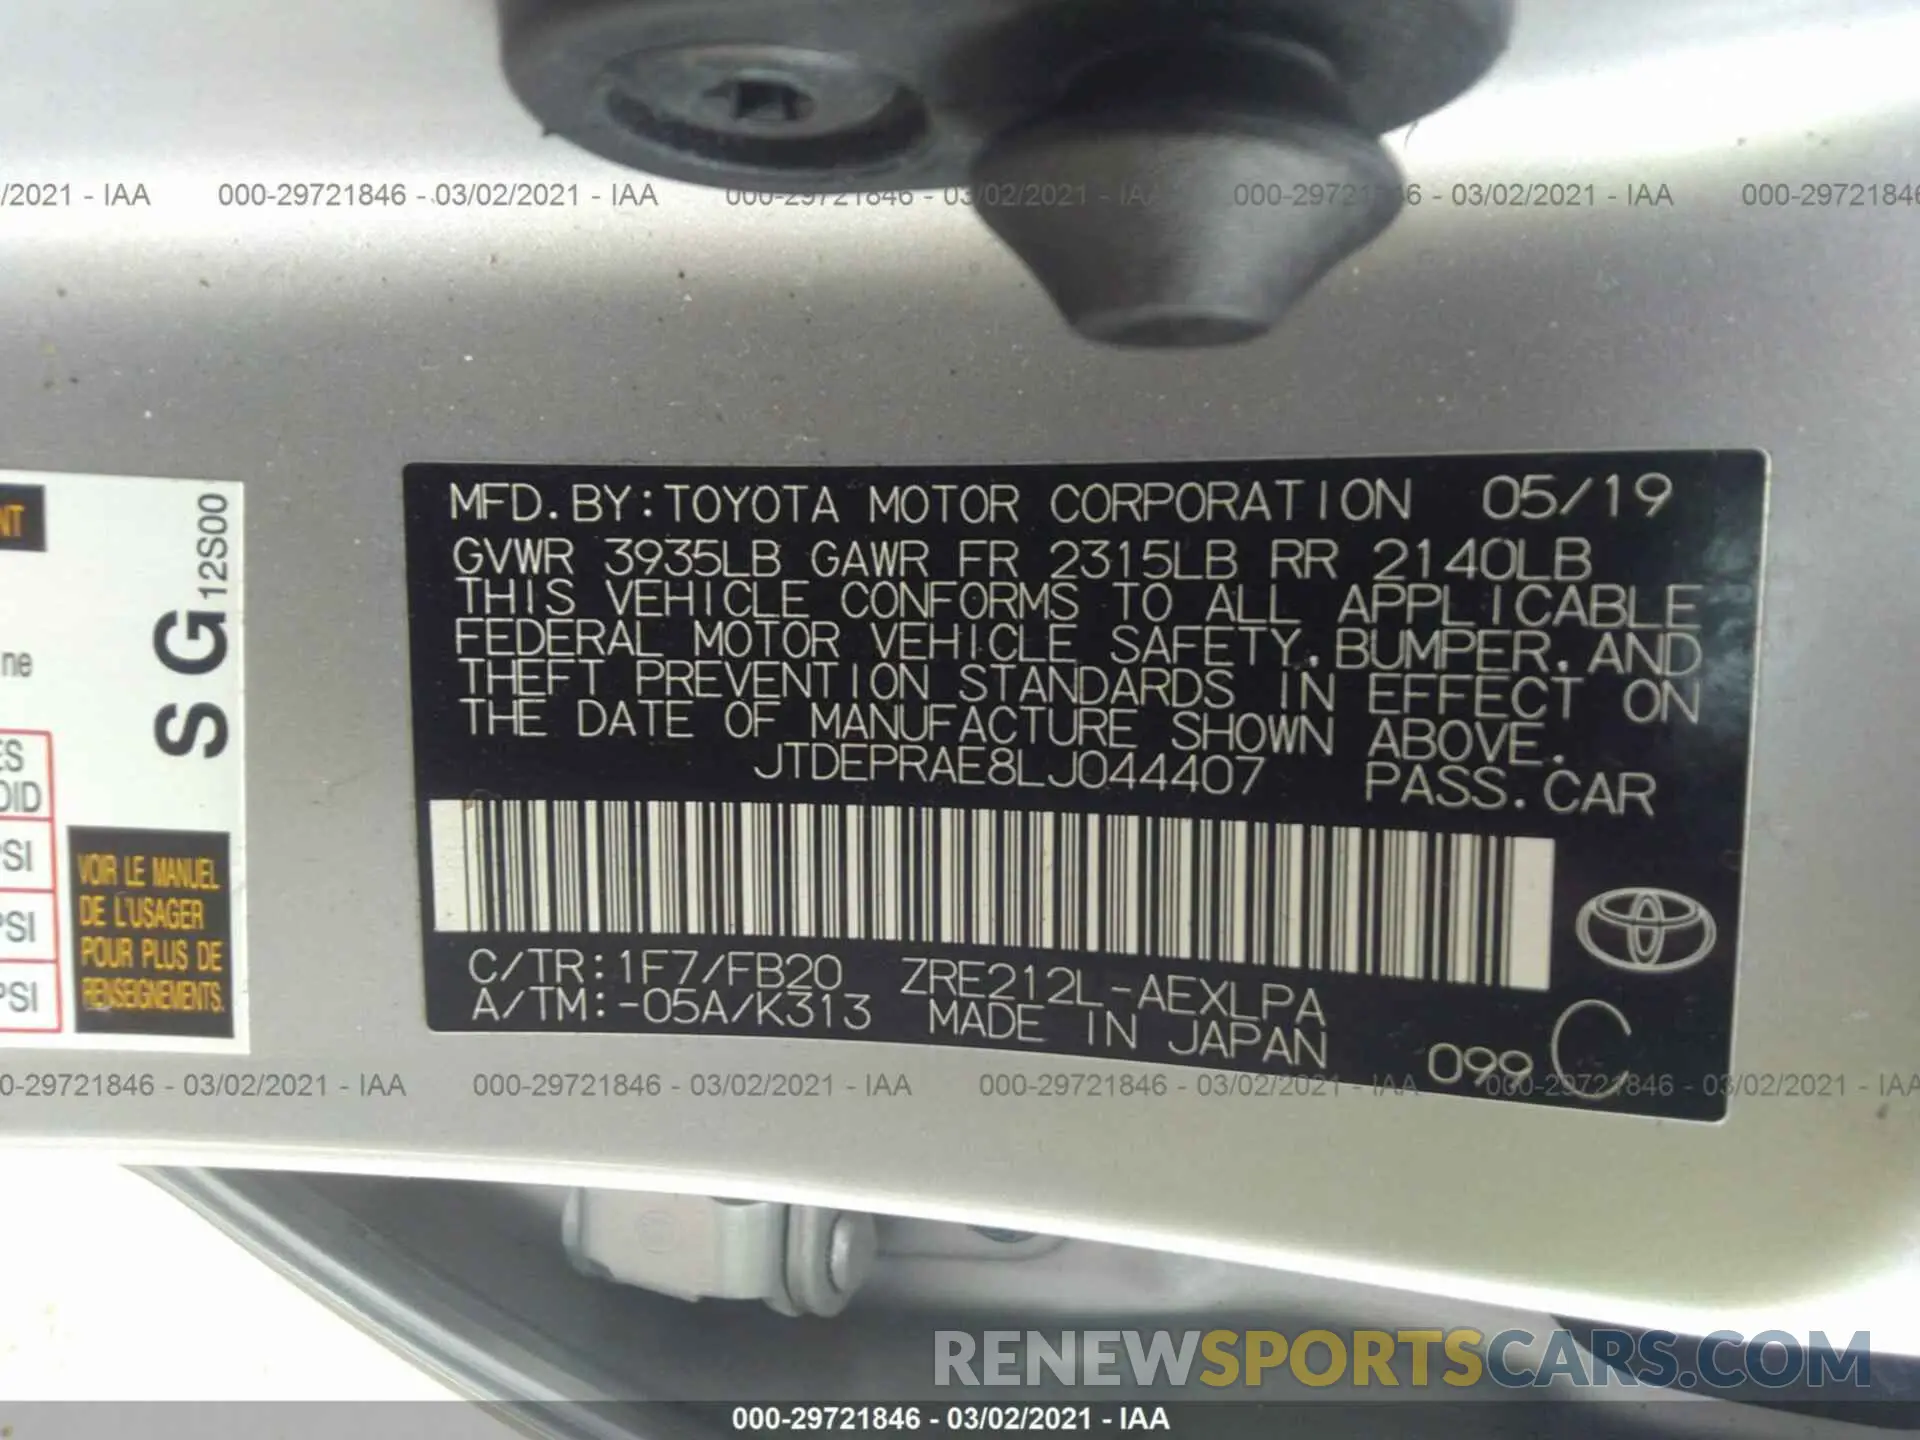 /2021 - IAA 000-29721846 - 03/02/2021 - IAA 000-29721846 - 03/02/2021 - IAA 000-29721846 - 03/02/2021 - IAA 000-29721846
NT
12S00
S G
ne
ES
OID
PSI
PSI
PSI
VOIR LE MANUEL
DE L'USAGER
POUR PLUS DE
RENSEIGNEMENTS.
MFD. BY: TOYOTA MOTOR CORPORATION 05/19
GVWR 3935LB GAWR FR 2315LB RR 2140LB
THIS VEHICLE CONFORMS TO ALL APPLICABLE
FEDERAL MOTOR VEHICLE SAFETY, BUMPER, AND
THEFT PREVENTION STANDARDS IN EFFECT ON
THE DATE OF MANUFACTURE SHOWN ABOVE.
JTDEPRAE8LJ044407 PASS. CAR
C/TR: 1F7/FB20 ZRE212L-AEXLPA
A/TM: -05A/K313 MADE IN JAPAN
099 C
0-29721846 - 03/02/2021 - IAA 000-29721846 - 03/02/2021 - IAA 000-29721846 - 03/02/2021 - IAA 000-29721846 - 03/02/2021 - IAA
RENEWSPORTSCARS.COM
000-29721846 - 03/02/2021 - IAA